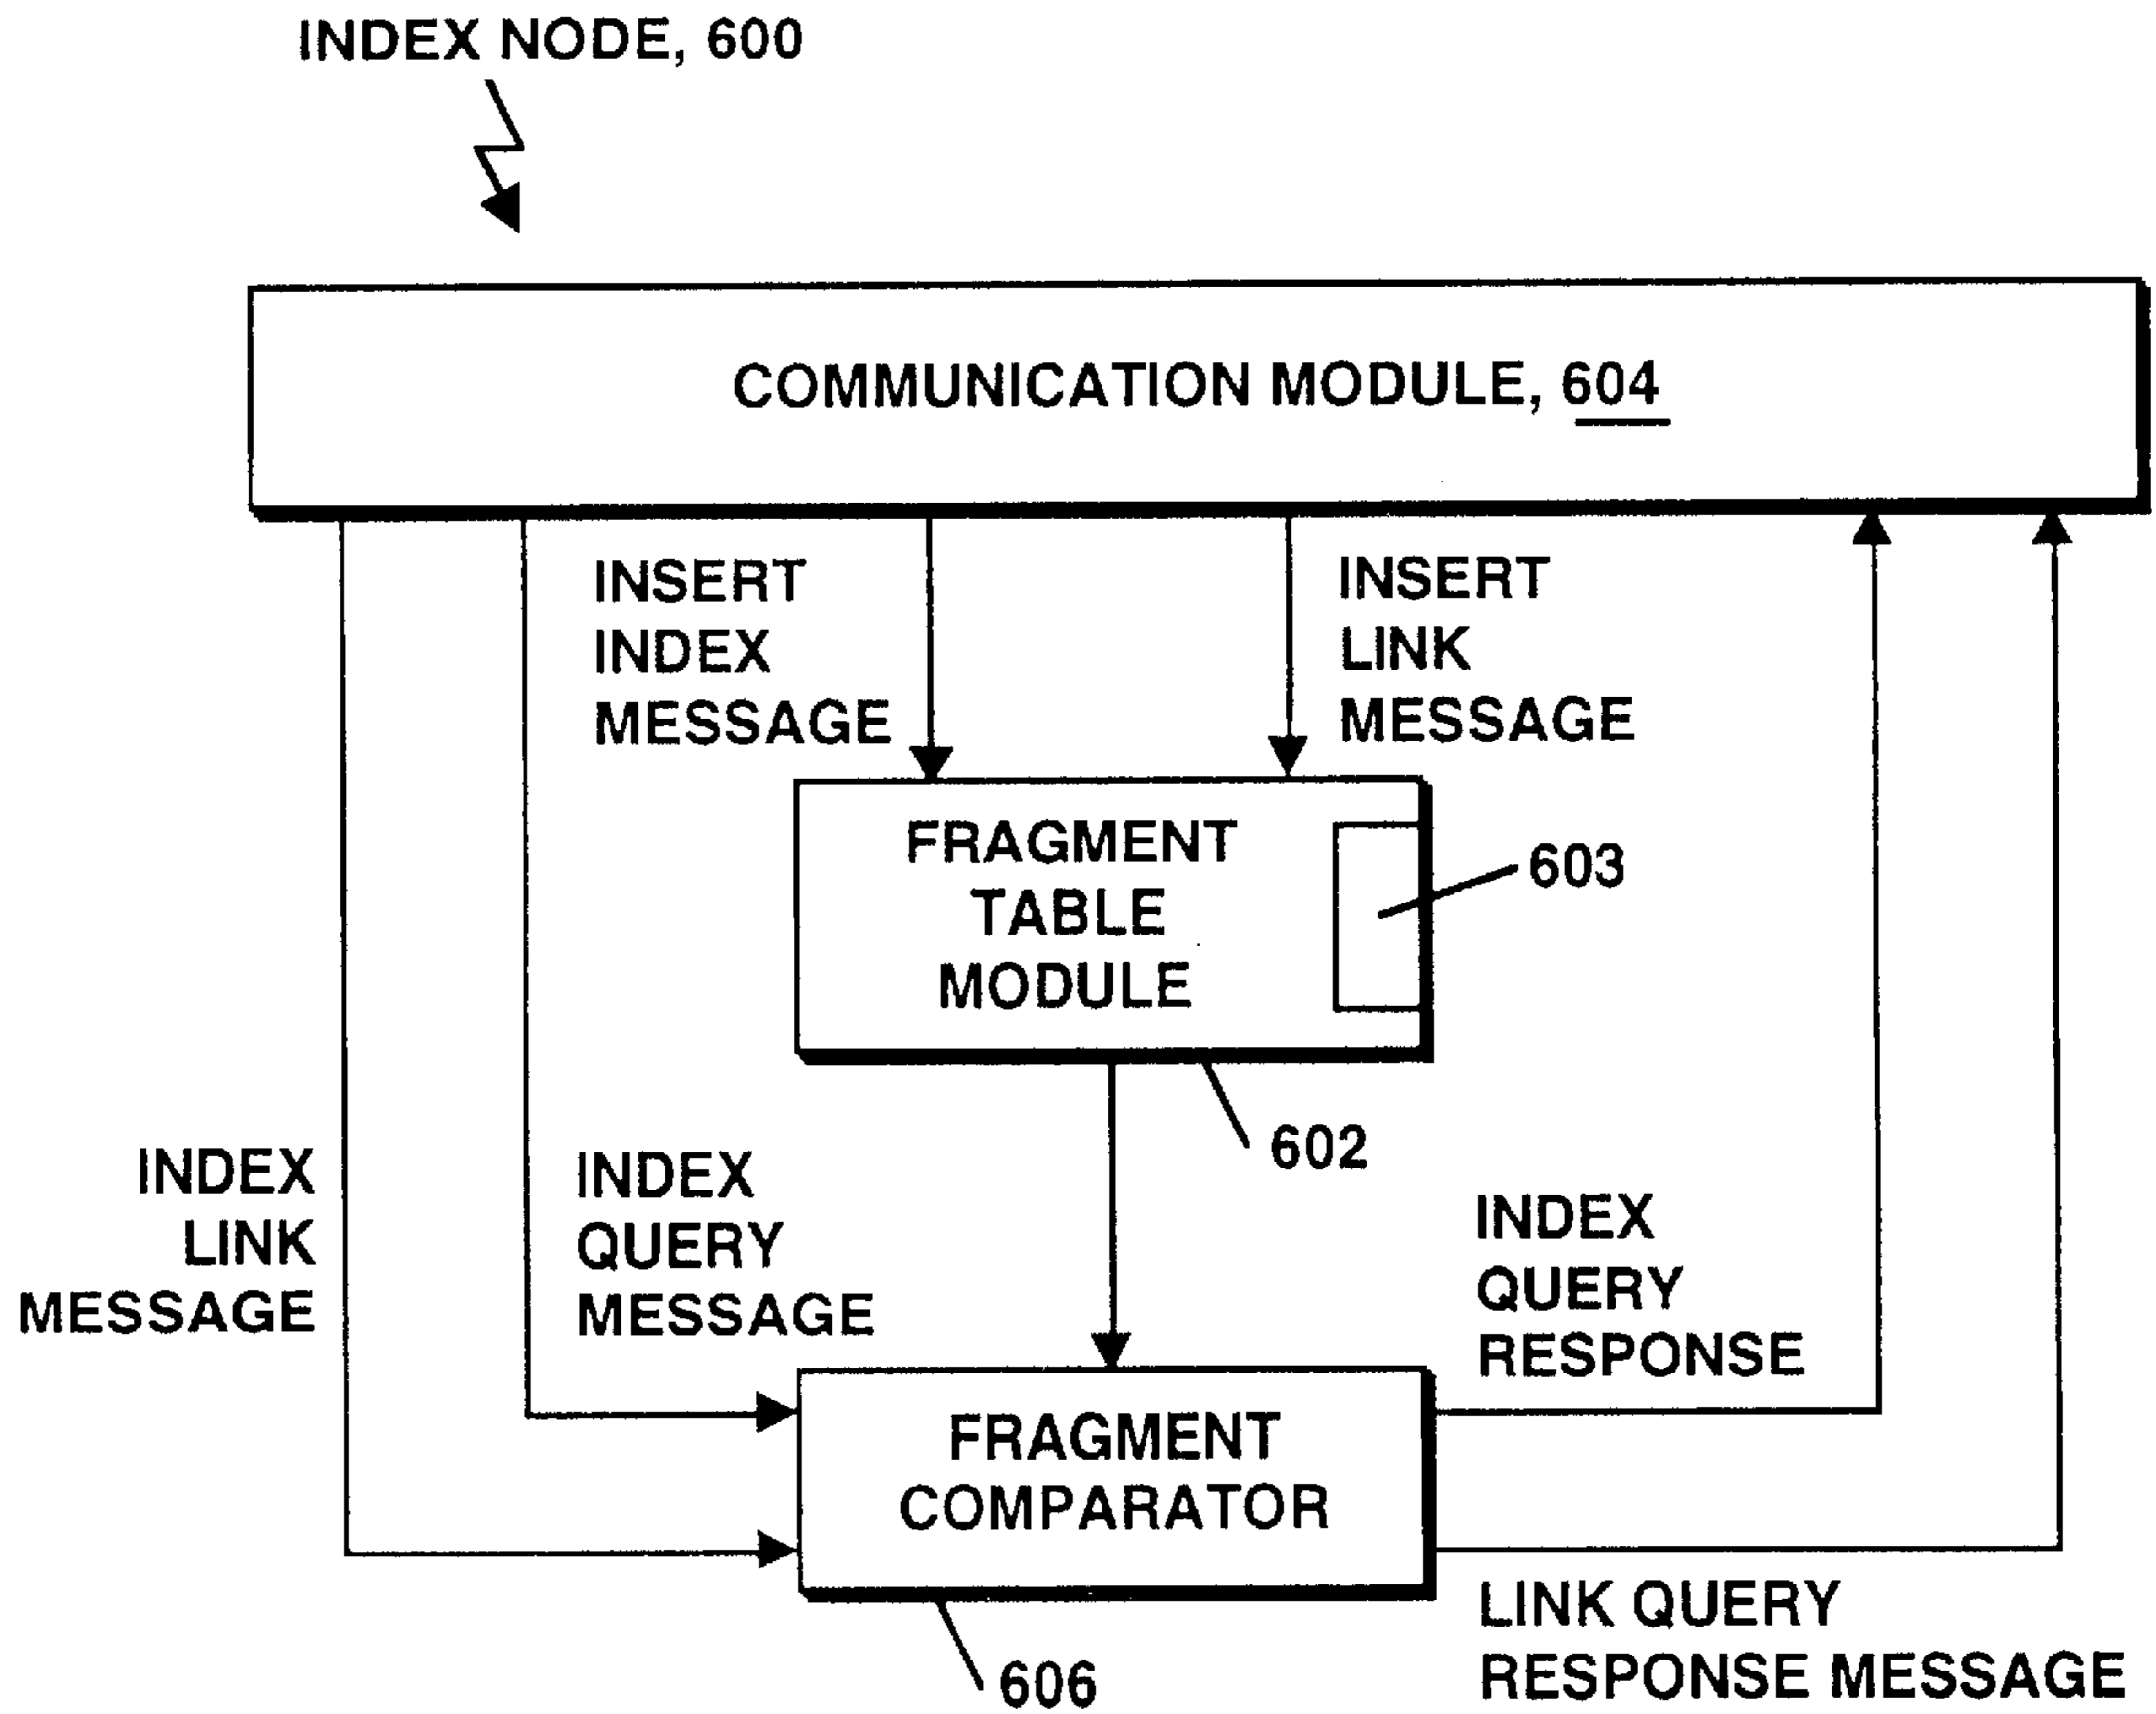 INDEX NODE, 600
COMMUNICATION MODULE, 604
INSERT
INDEX
MESSAGE
INSERT
LINK
MESSAGE
FRAGMENT
TABLE
MODULE
603
602
INDEX
LINK
MESSAGE
INDEX
QUERY
MESSAGE
INDEX
QUERY
RESPONSE
FRAGMENT
COMPARATOR
LINK QUERY
RESPONSE MESSAGE
606